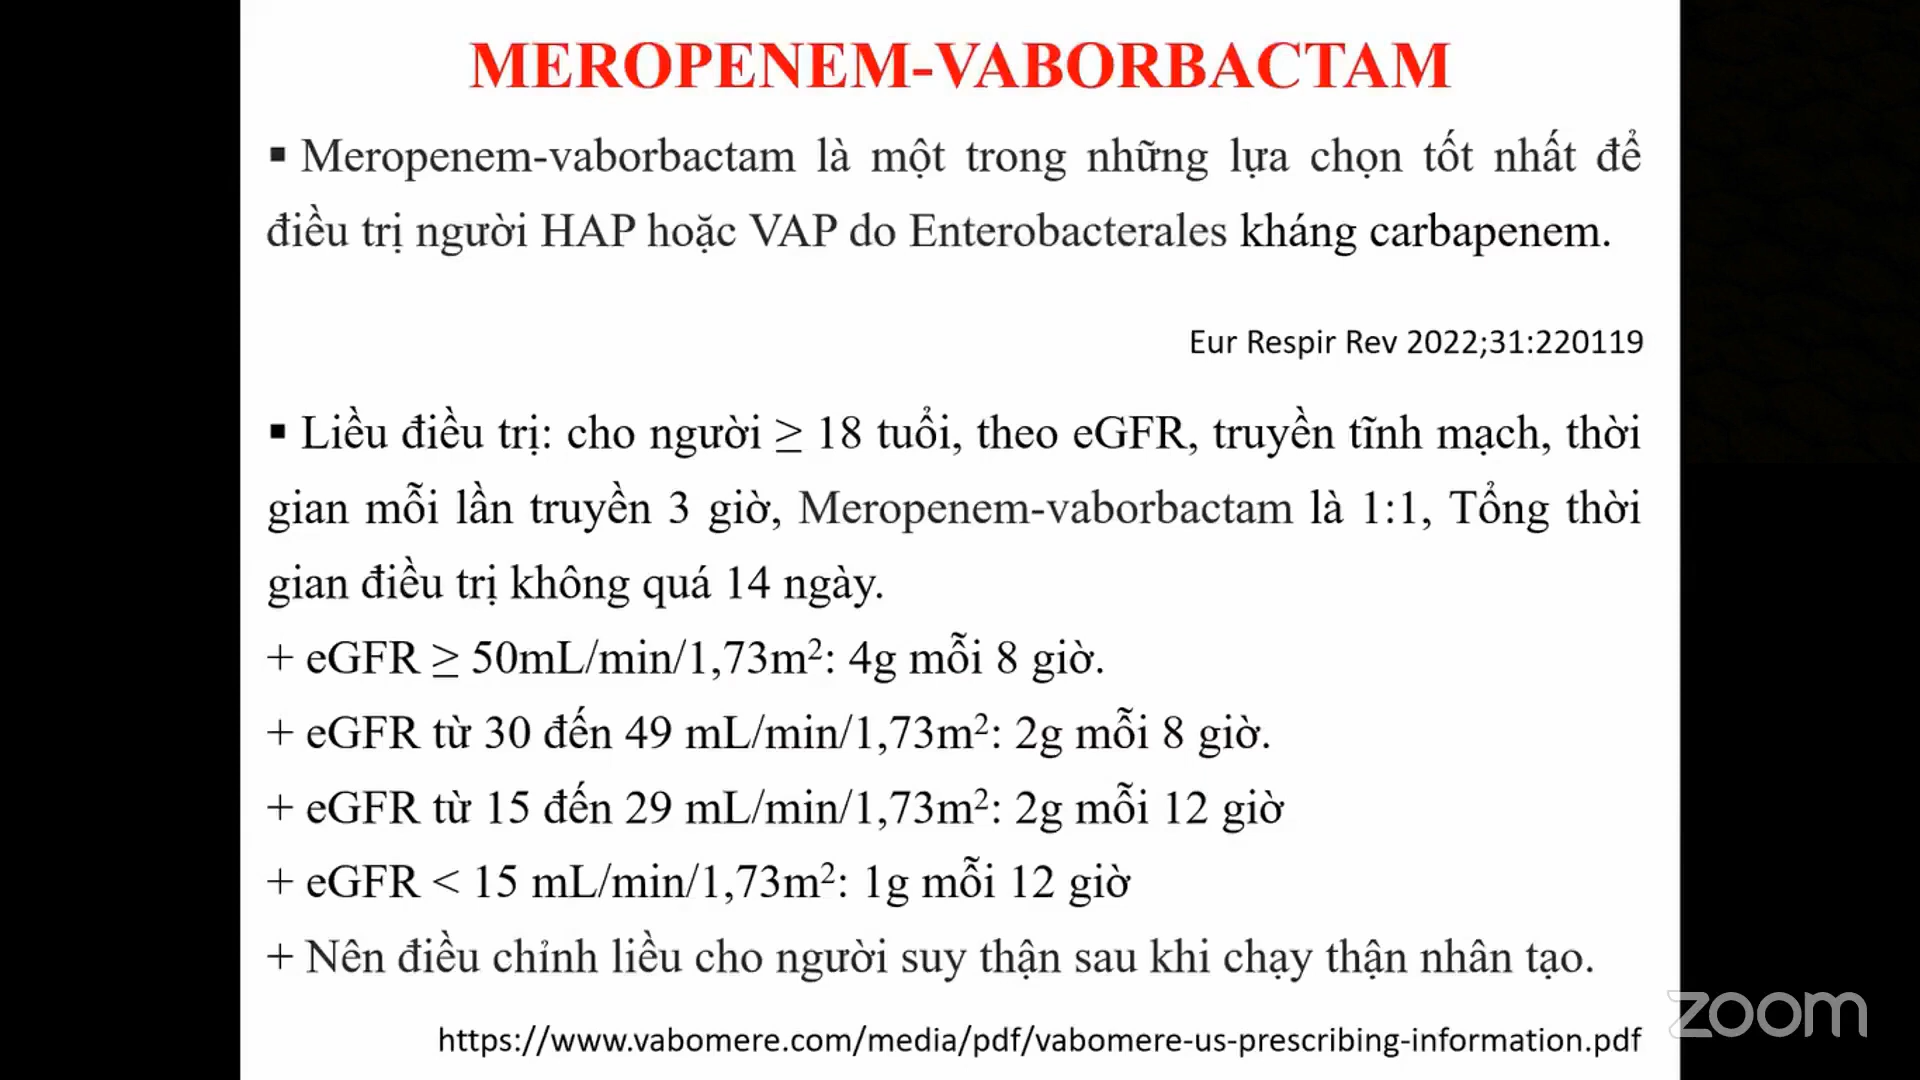 MEROPENEM-VABORBACTAM
▪ Meropenem-vaborbactam là một trong những lựa chọn tốt nhất để
điều trị người HAP hoặc VAP do Enterobacterales kháng carbapenem.
Eur Respir Rev 2022;31:220119
▪ Liều điều trị: cho người ≥ 18 tuổi, theo eGFR, truyền tĩnh mạch, thời
gian mỗi lần truyền 3 giờ, Meropenem-vaborbactam là 1:1, Tổng thời
gian điều trị không quá 14 ngày.
+ eGFR ≥ 50mL/min/1,73m²: 4g mỗi 8 giờ.
+ eGFR từ 30 đến 49 mL/min/1,73m²: 2g mỗi 8 giờ.
+ eGFR từ 15 đến 29 mL/min/1,73m²: 2g mỗi 12 giờ
+ eGFR < 15 mL/min/1,73m²: 1g mỗi 12 giờ
+ Nên điều chỉnh liều cho người suy thận sau khi chạy thận nhân tạo.
zoom
https://www.vabomere.com/media/pdf/vabomere-us-prescribing-information.pdf